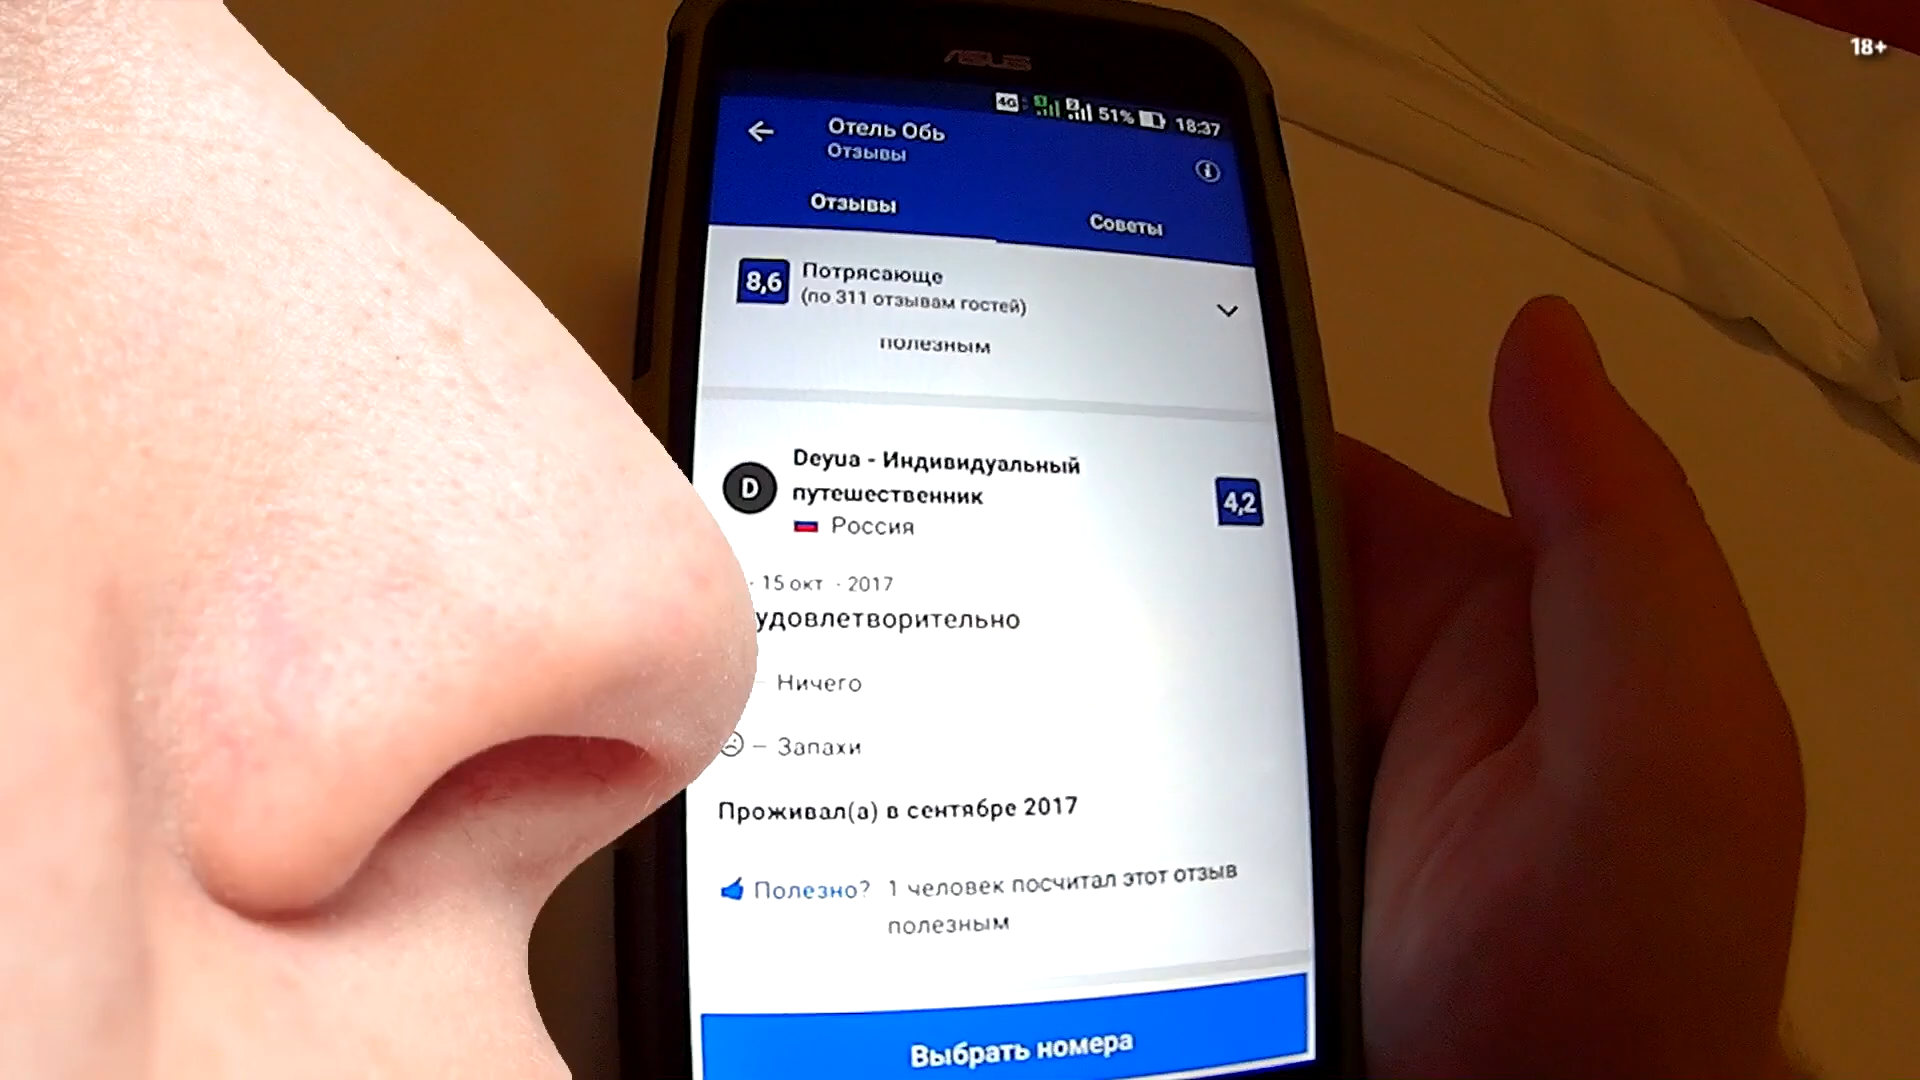 18+
ASUS
4G 1 2 51% 18:37
Отель Обь
Отзывы
Отзывы
Советы
8,6
Потрясающе
(по 311 отзывам гостей)
полезным
D
Deyua - Индивидуальный
путешественник
Россия
4,2
· 15 окт · 2017
удовлетворительно
– Ничего
– Запахи
Проживал(а) в сентябре 2017
Полезно? 1 человек посчитал этот отзыв
полезным
Выбрать номера